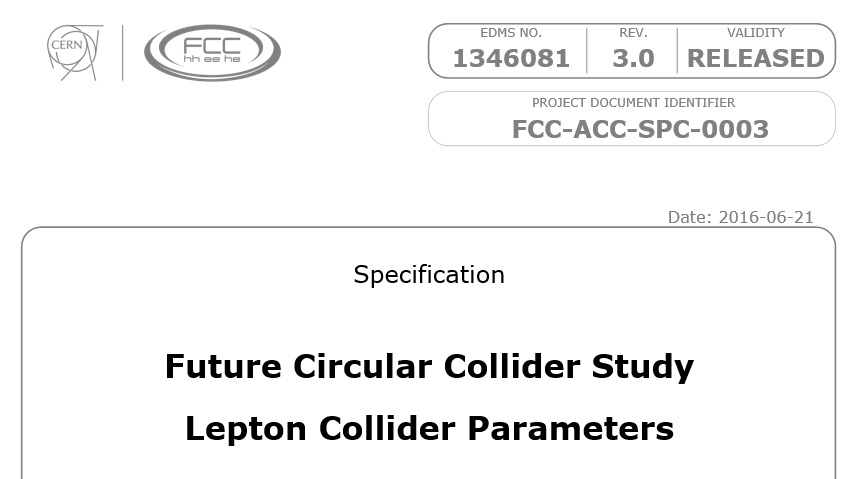 CERN
FCC
hh ee he
EDMS NO. REV. VALIDITY
1346081 3.0 RELEASED
PROJECT DOCUMENT IDENTIFIER
FCC-ACC-SPC-0003
Date: 2016-06-21
Specification
Future Circular Collider Study
Lepton Collider Parameters